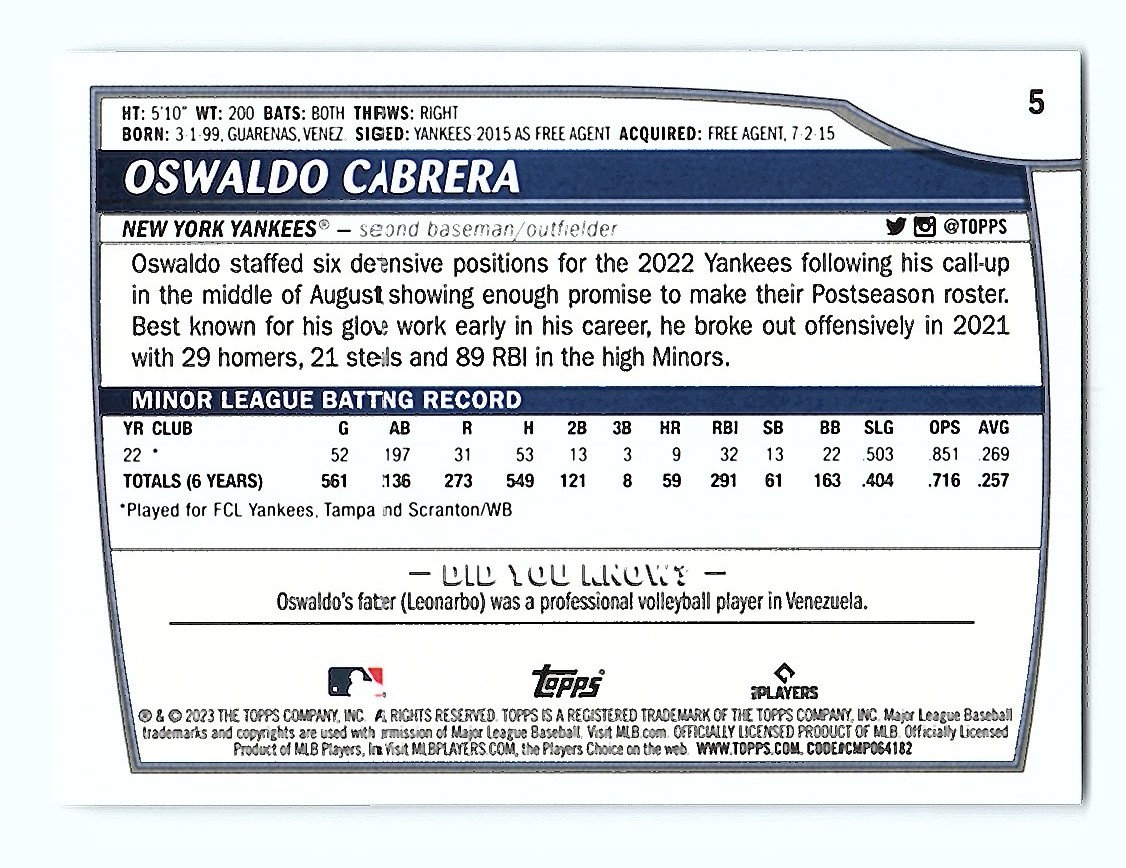 5
HT: 5'10" WT: 200 BATS: BOTH THROWS: RIGHT
BORN: 3-1-99, GUARENAS, VENEZ. SIGNED: YANKEES 2015 AS FREE AGENT ACQUIRED: FREE AGENT, 7-2-15
OSWALDO CABRERA
NEW YORK YANKEES® – second baseman/outfielder @TOPPS
Oswaldo staffed six defensive positions for the 2022 Yankees following his call-up
in the middle of August showing enough promise to make their Postseason roster.
Best known for his glove work early in his career, he broke out offensively in 2021
with 29 homers, 21 steals and 89 RBI in the high Minors.
MINOR LEAGUE BATTING RECORD
YR CLUB G AB R H 2B 3B HR RBI SB BB SLG OPS AVG
22 * 52 197 31 53 13 3 9 32 13 22 .503 .851 .269
TOTALS (6 YEARS) 561 136 273 549 121 8 59 291 61 163 .404 .716 .257
*Played for FCL Yankees, Tampa and Scranton/WB
– DID YOU KNOW? –
Oswaldo's father (Leonarbo) was a professional volleyball player in Venezuela.
topps PLAYERS
® & © 2023 THE TOPPS COMPANY, INC. ALL RIGHTS RESERVED. TOPPS IS A REGISTERED TRADEMARK OF THE TOPPS COMPANY, INC. Major League Baseball
trademarks and copyrights are used with permission of Major League Baseball. Visit MLB.com. OFFICIALLY LICENSED PRODUCT OF MLB. Officially Licensed
Product of MLB Players, Inc. Visit MLBPLAYERS.COM, the Players Choice on the web. WWW.TOPPS.COM. CODE#CMP064182